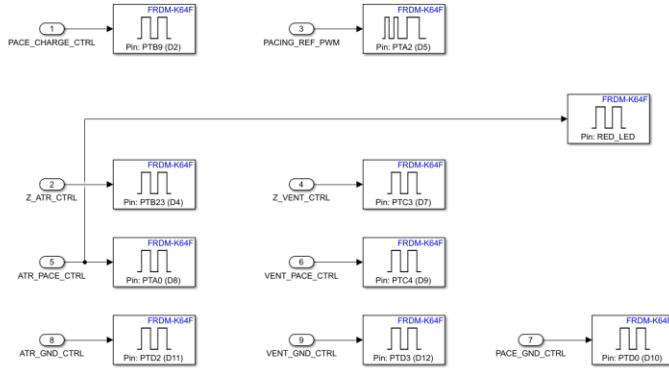 FRDM-K64F
1
PACE_CHARGE_CTRL
Pin: PTB9 (D2)
FRDM-K64F
3
PACING_REF_PWM
Pin: PTA2 (D5)
FRDM-K64F
Pin: RED_LED
FRDM-K64F
2
Z_ATR_CTRL
Pin: PTB23 (D4)
FRDM-K64F
4
Z_VENT_CTRL
Pin: PTC3 (D7)
FRDM-K64F
5
ATR_PACE_CTRL
Pin: PTA0 (D8)
FRDM-K64F
6
VENT_PACE_CTRL
Pin: PTC4 (D9)
FRDM-K64F
8
ATR_GND_CTRL
Pin: PTD2 (D11)
FRDM-K64F
9
VENT_GND_CTRL
Pin: PTD3 (D12)
FRDM-K64F
7
PACE_GND_CTRL
Pin: PTD0 (D10)